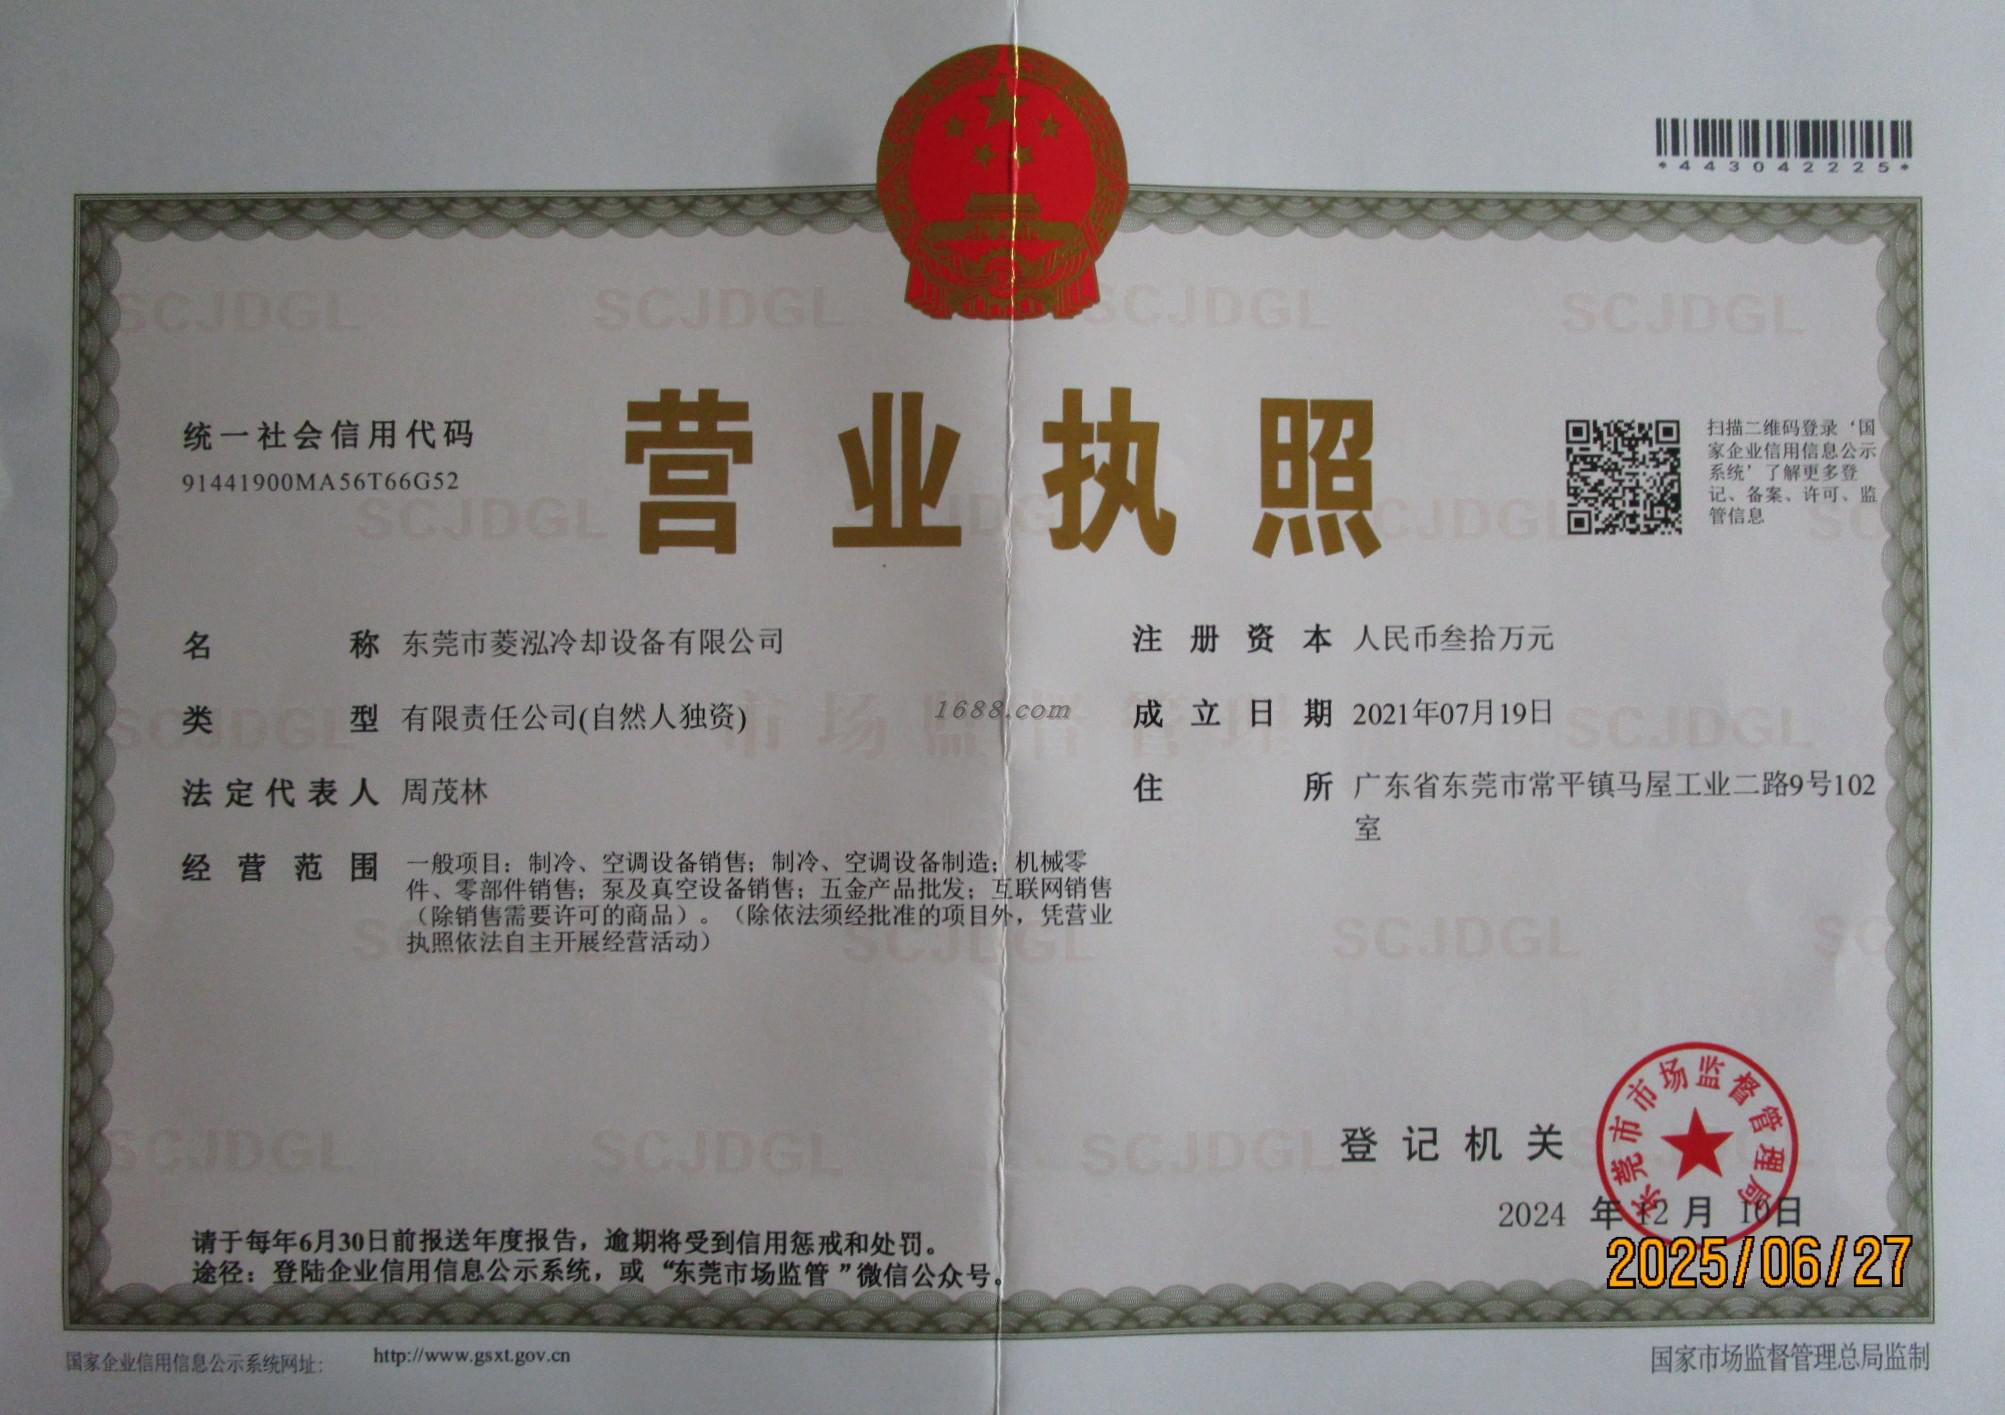 *443042225*
统一社会信用代码
91441900MA56T66G52
营业执照
扫描二维码登录‘国
家企业信用信息公示
系统’了解更多登
记、备案、许可、监
管信息
名称 东莞市菱泓冷却设备有限公司
类型 有限责任公司(自然人独资)
法定代表人 周茂林
经营范围 一般项目：制冷、空调设备销售；制冷、空调设备制造；机械零
件、零部件销售；泵及真空设备销售；五金产品批发；互联网销售
（除销售需要许可的商品）。（除依法须经批准的项目外，凭营业
执照依法自主开展经营活动）
注册资本 人民币叁拾万元
成立日期 2021年07月19日
住所 广东省东莞市常平镇马屋工业二路9号102
室
1688.com
SCJDGL
市场监督管理
登记机关
东莞市市场监督管理局
2024 年 12 月 10 日
2025/06/27
请于每年6月30日前报送年度报告，逾期将受到信用惩戒和处罚。
途径：登陆企业信用信息公示系统，或“东莞市场监管”微信公众号。
国家企业信用信息公示系统网址： http://www.gsxt.gov.cn
国家市场监督管理总局监制